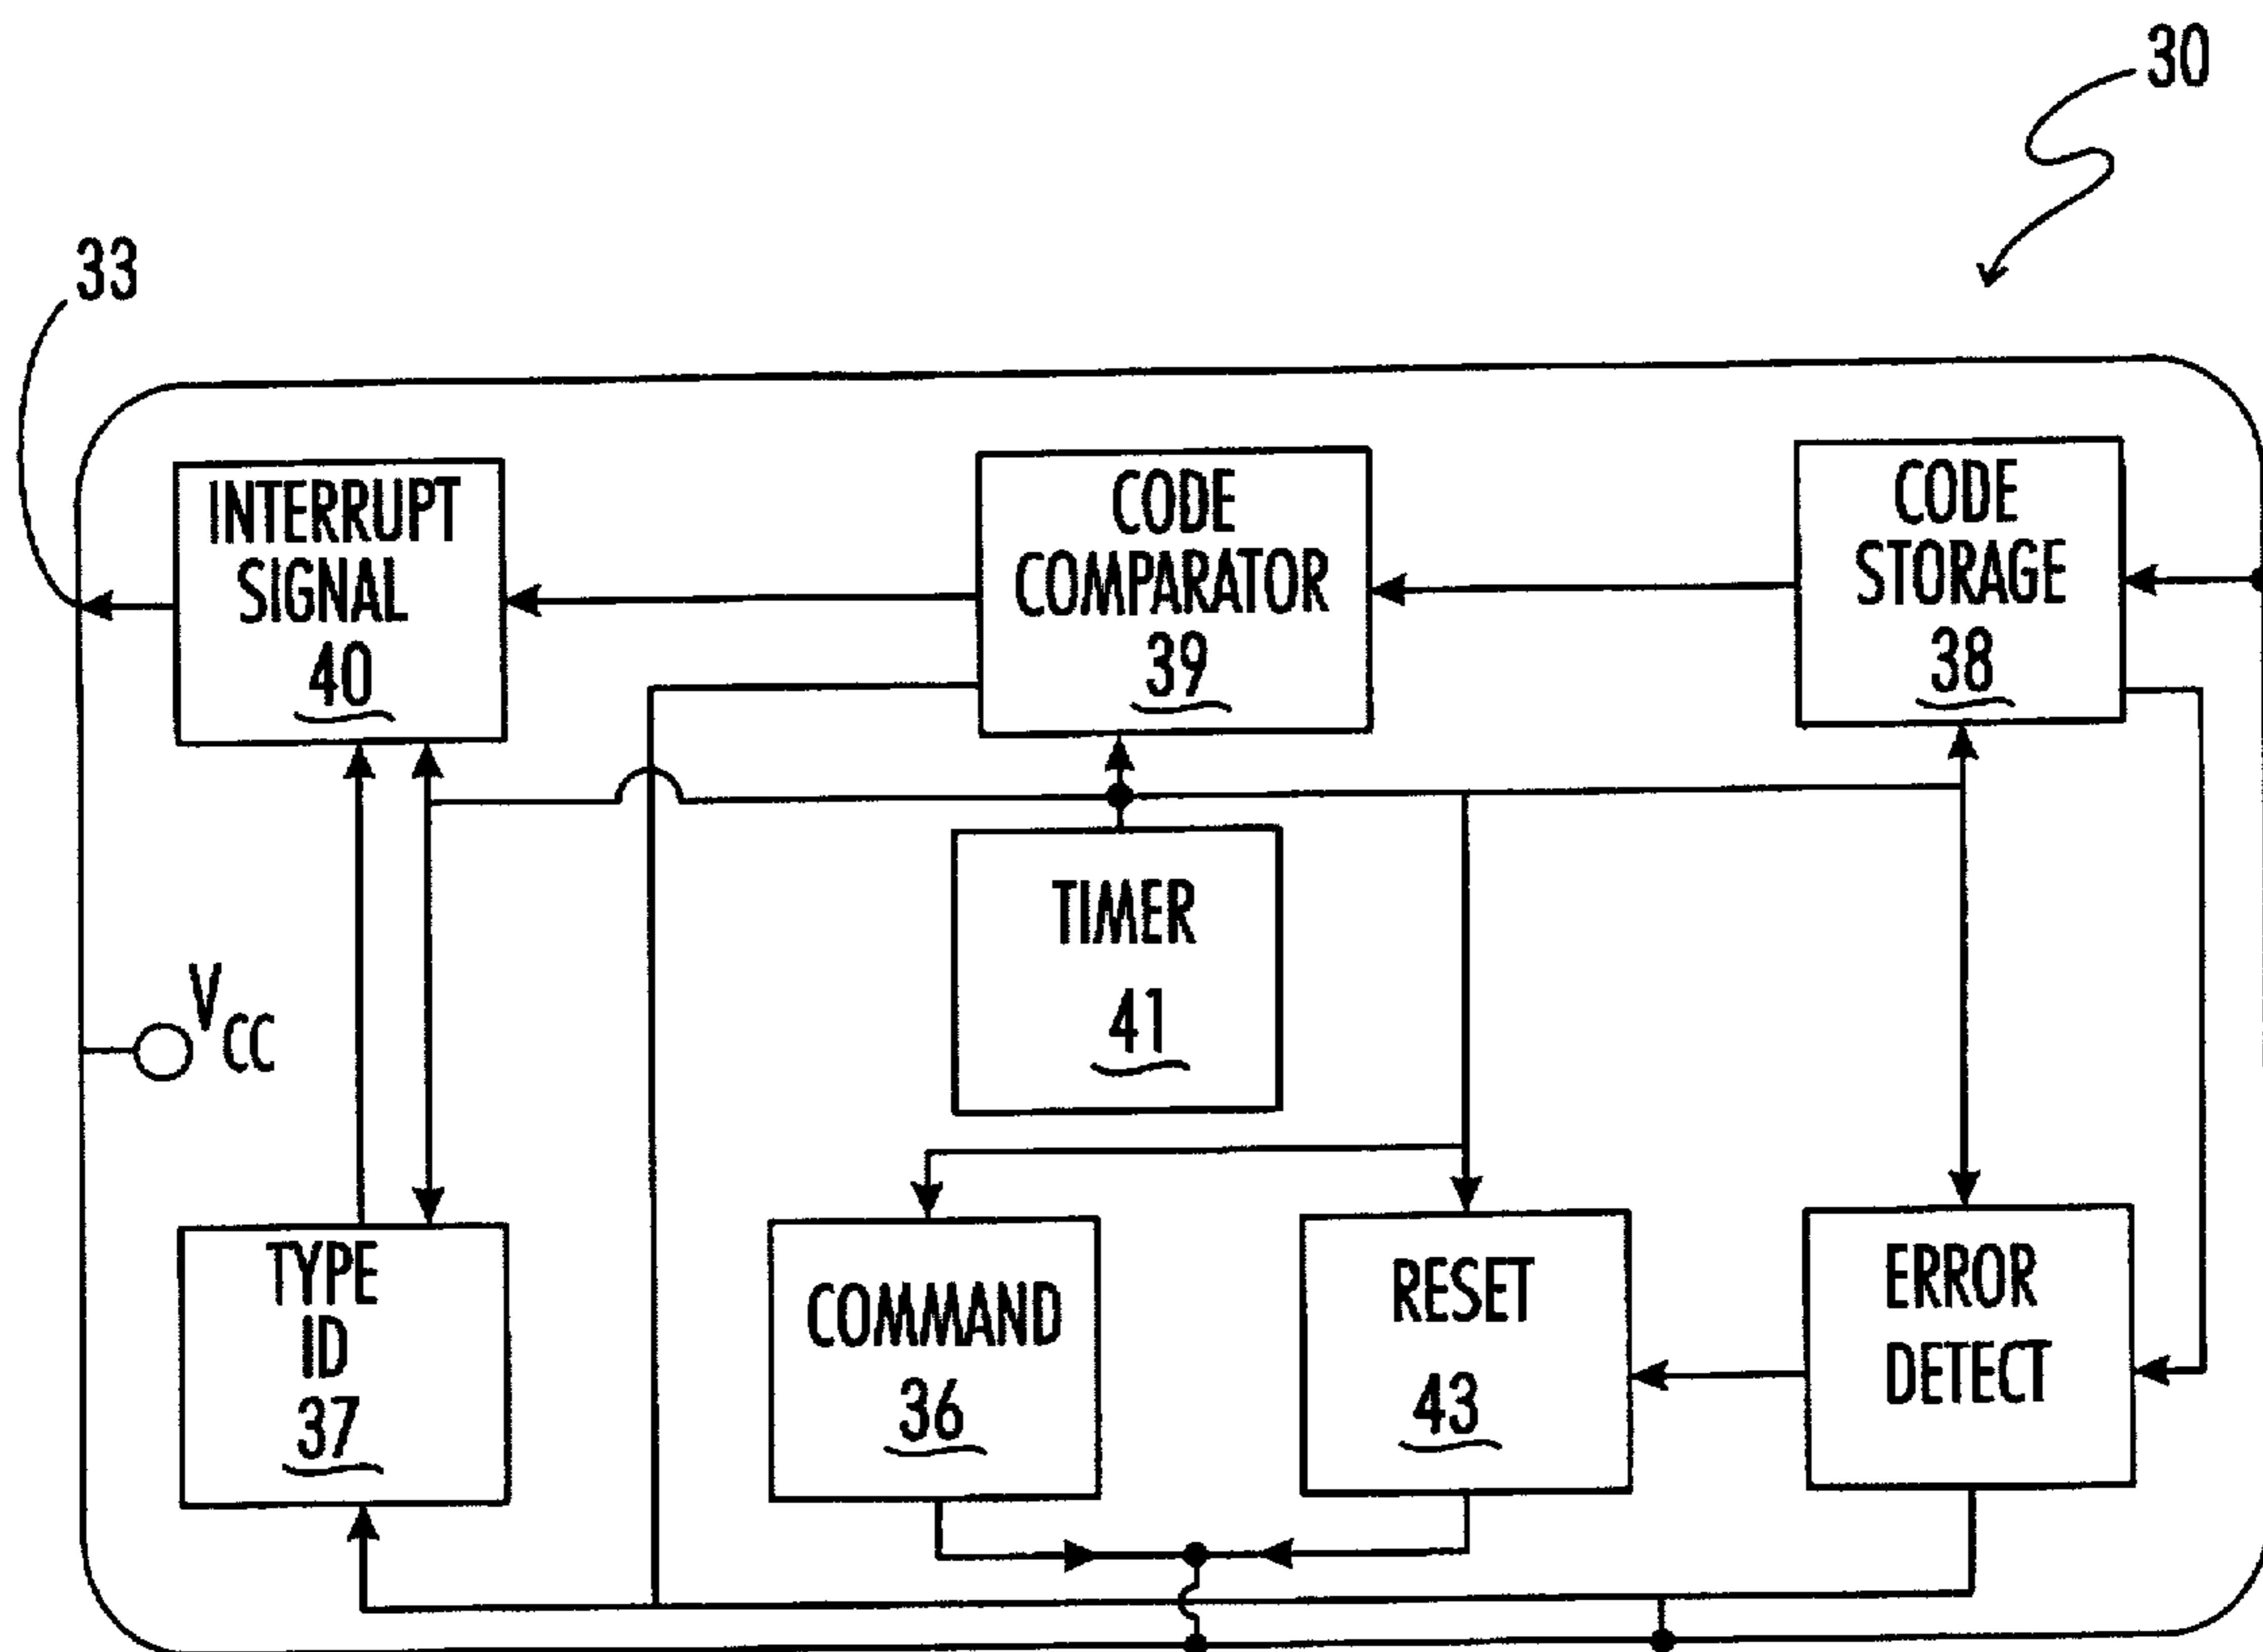 30
33
INTERRUPT
SIGNAL
40
CODE
COMPARATOR
39
CODE
STORAGE
38
TIMER
41
VCC
TYPE
ID
37
COMMAND
36
RESET
43
ERROR
DETECT